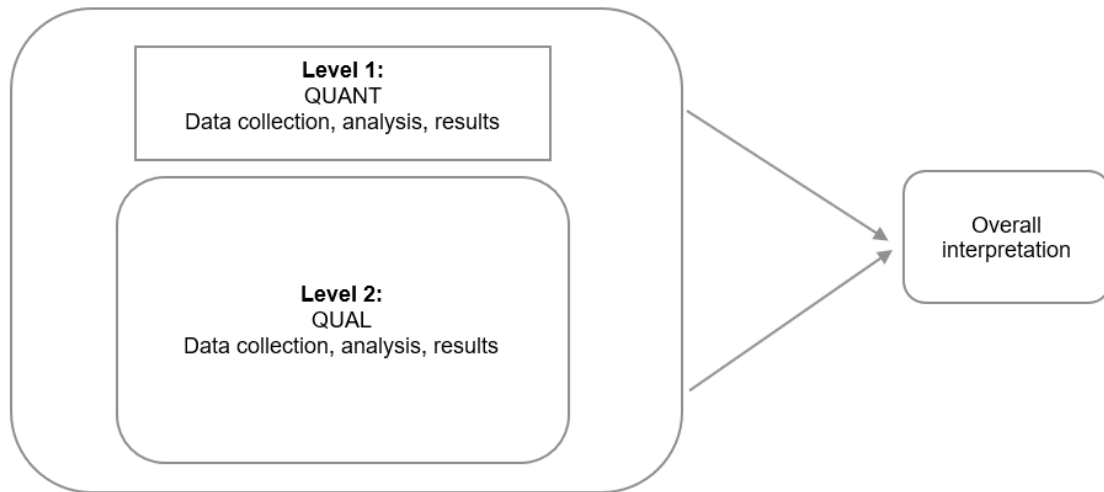 Level 1:
QUANT
Data collection, analysis, results
Level 2:
QUAL
Data collection, analysis, results
Overall
interpretation